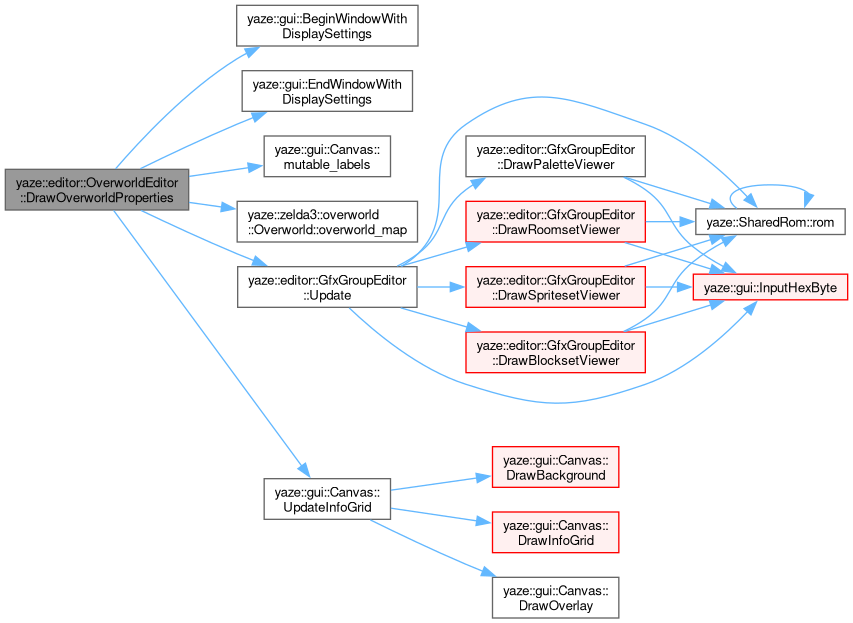 yaze::gui::BeginWindowWith
DisplaySettings
yaze::gui::EndWindowWith
DisplaySettings
yaze::gui::Canvas::
mutable_labels
yaze::editor::OverworldEditor
::DrawOverworldProperties
yaze::zelda3::overworld
::Overworld::overworld_map
yaze::editor::GfxGroupEditor
::Update
yaze::editor::GfxGroupEditor
::DrawPaletteViewer
yaze::editor::GfxGroupEditor
::DrawRoomsetViewer
yaze::editor::GfxGroupEditor
::DrawSpritesetViewer
yaze::editor::GfxGroupEditor
::DrawBlocksetViewer
yaze::SharedRom::rom
yaze::gui::InputHexByte
yaze::gui::Canvas::
UpdateInfoGrid
yaze::gui::Canvas::
DrawBackground
yaze::gui::Canvas::
DrawInfoGrid
yaze::gui::Canvas::
DrawOverlay